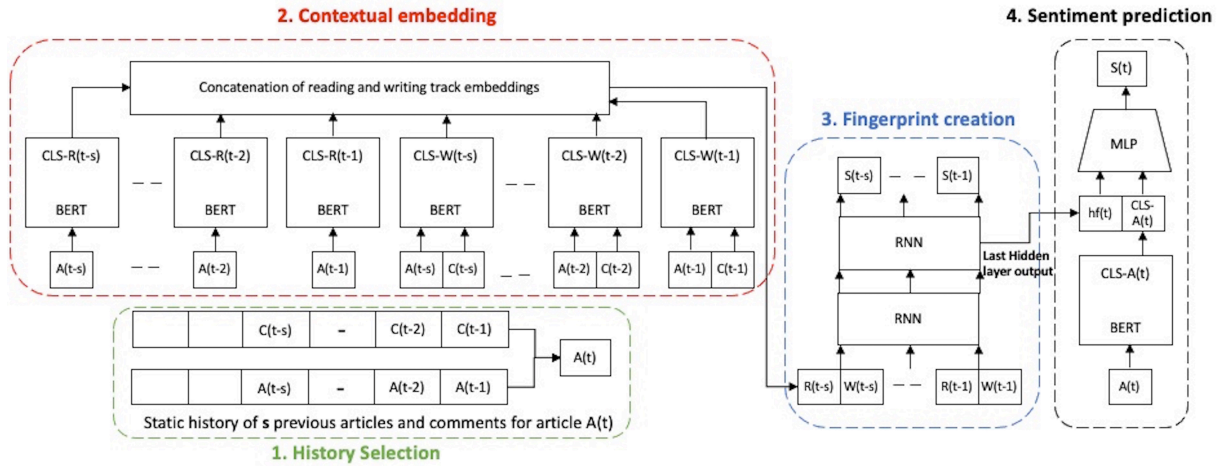 2. Contextual embedding
4. Sentiment prediction
Concatenation of reading and writing track embeddings
CLS-R(t-s)
BERT
CLS-R(t-2)
BERT
CLS-R(t-1)
BERT
CLS-W(t-s)
BERT
CLS-W(t-2)
BERT
CLS-W(t-1)
BERT
— —
— —
A(t-s)
— —
A(t-2)
A(t-1)
A(t-s) C(t-s)
— —
A(t-2) C(t-2)
A(t-1) C(t-1)
C(t-s) – C(t-2) C(t-1)
A(t)
A(t-s) – A(t-2) A(t-1)
Static history of s previous articles and comments for article A(t)
1. History Selection
3. Fingerprint creation
S(t-s) — — S(t-1)
RNN
Last Hidden
layer output
RNN
R(t-s) W(t-s) — — R(t-1) W(t-1)
S(t)
MLP
hf(t)
CLS-
A(t)
CLS-A(t)
BERT
A(t)